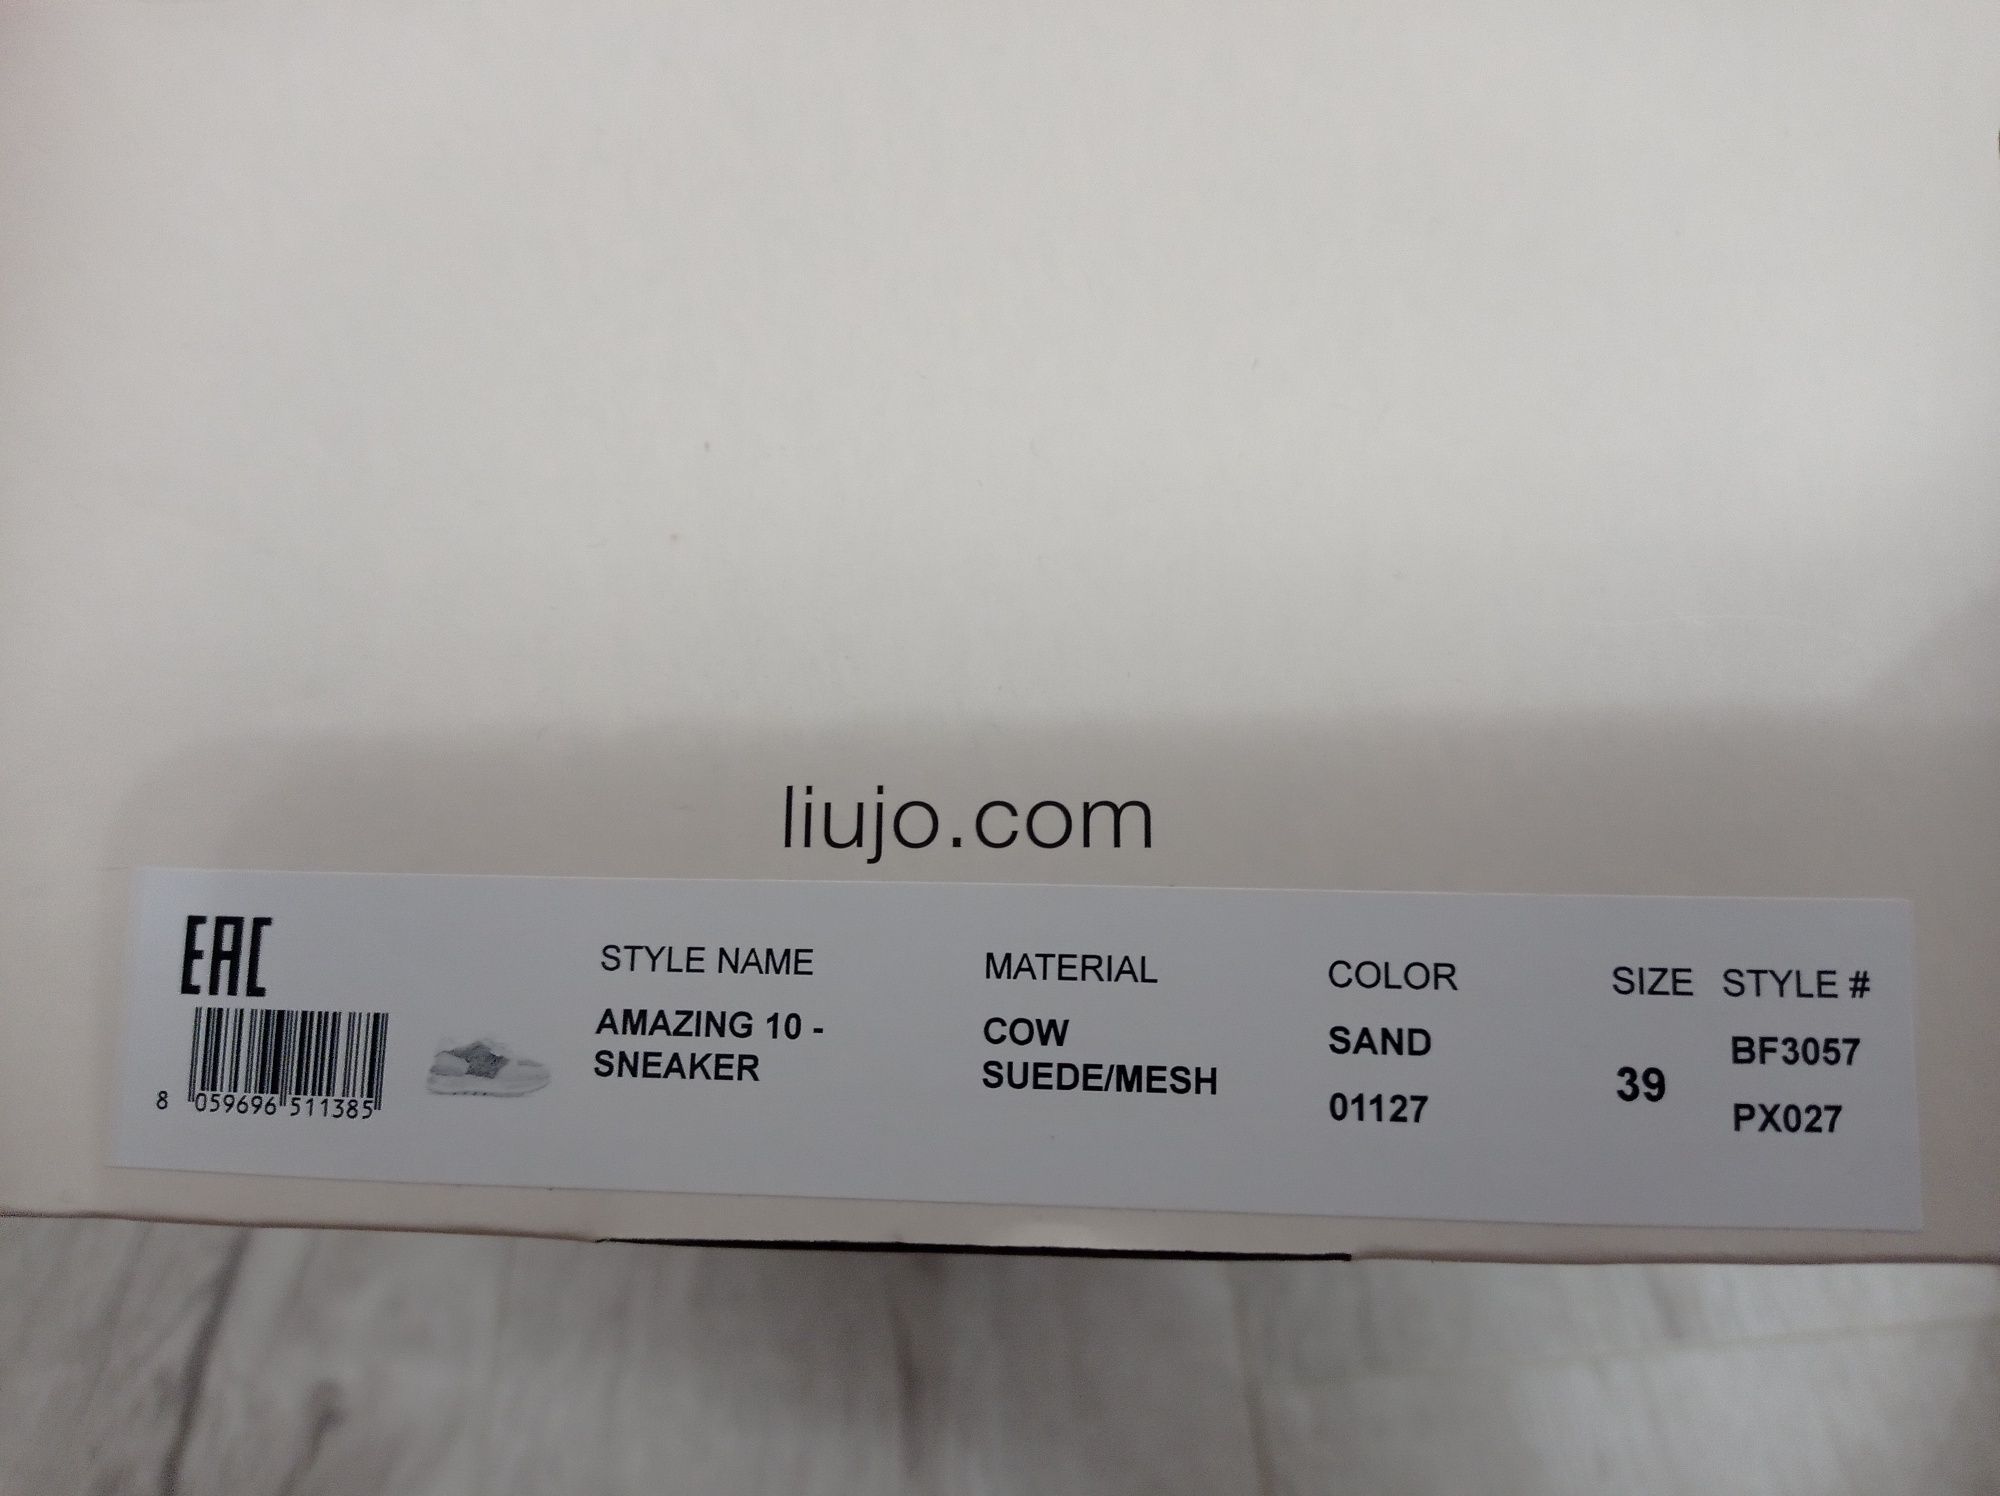 liujo.com
EAC
8 059696 511385
STYLE NAME
AMAZING 10 -
SNEAKER
MATERIAL
COW
SUEDE/MESH
COLOR
SAND
01127
SIZE
39
STYLE #
BF3057
PX027